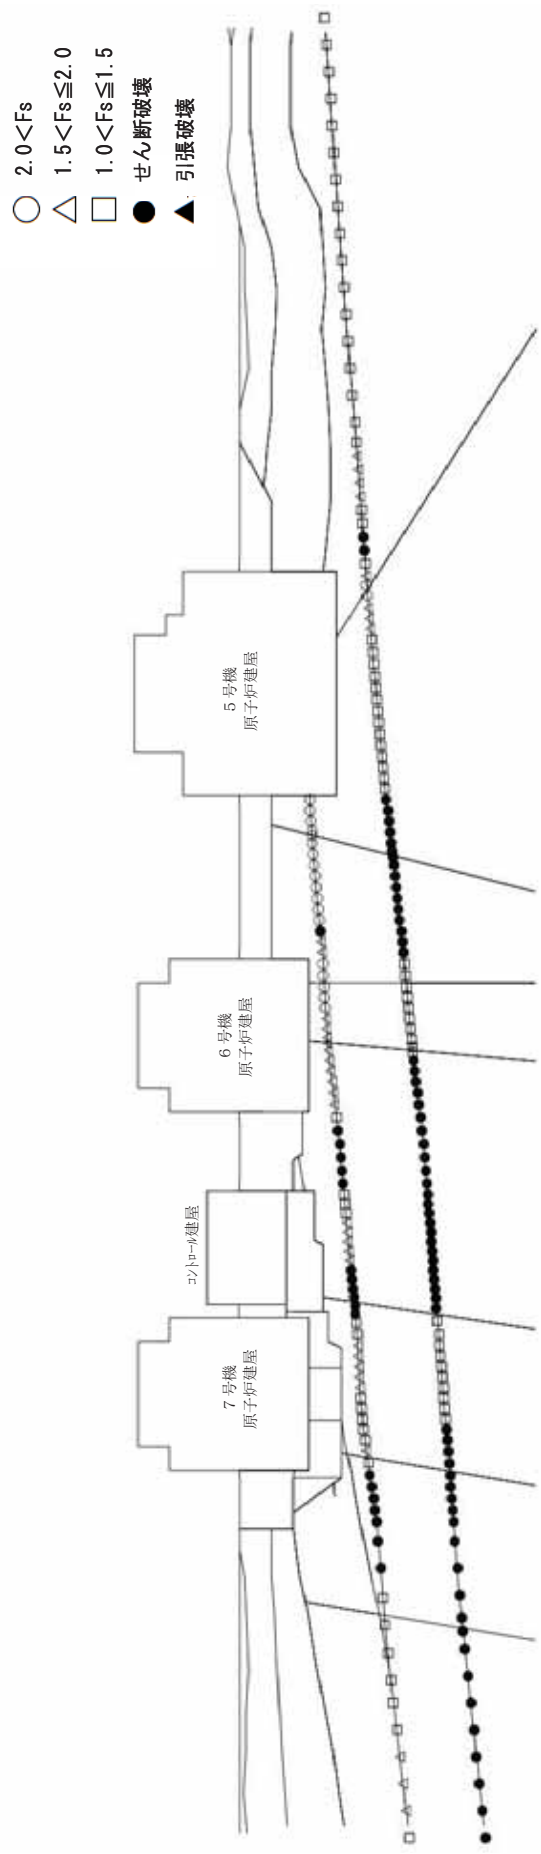 ○ 2.0＜Fs
△ 1.5＜Fs≦2.0
□ 1.0＜Fs≦1.5
● せん断破壊
▲ 引張破壊
7号機
原子炉建屋
コントロール建屋
6号機
原子炉建屋
5号機
原子炉建屋